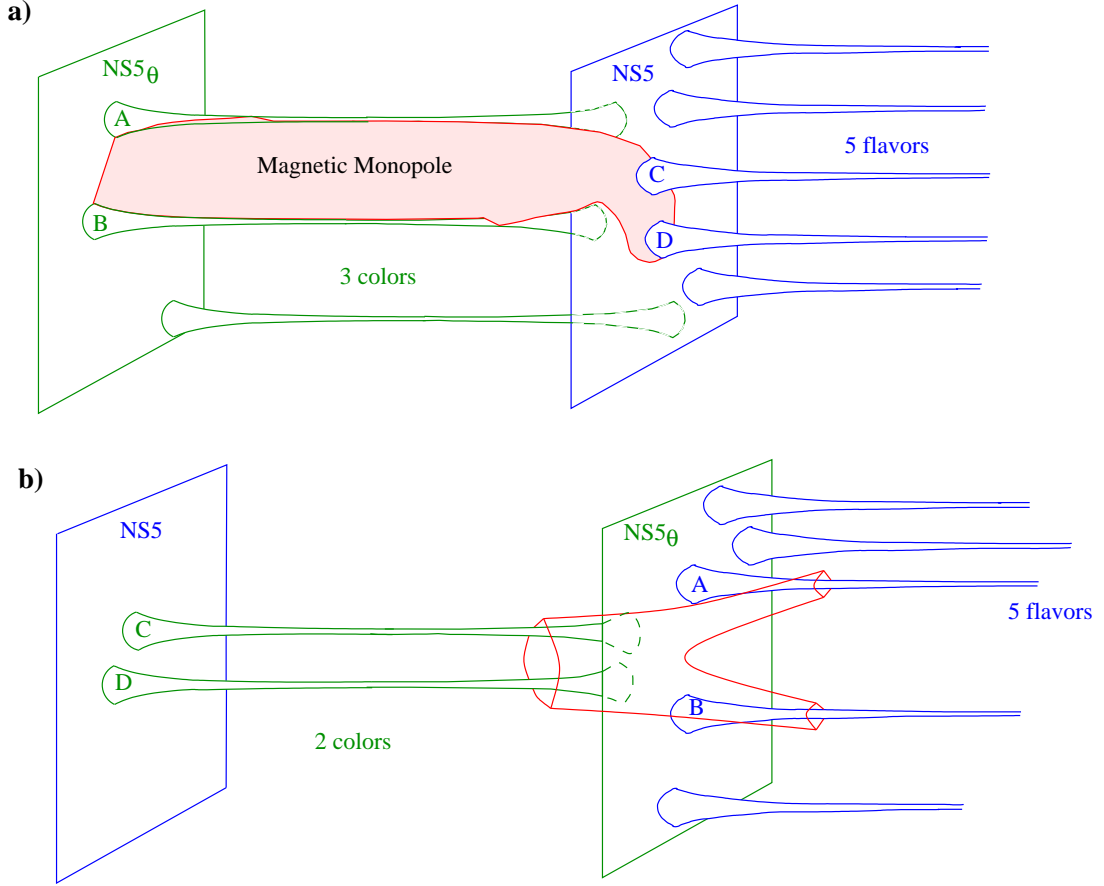 a)
NS5θ
NS5
A
C
Magnetic Monopole
5 flavors
B
D
3 colors
b)
NS5
NS5θ
A
5 flavors
C
D
B
2 colors